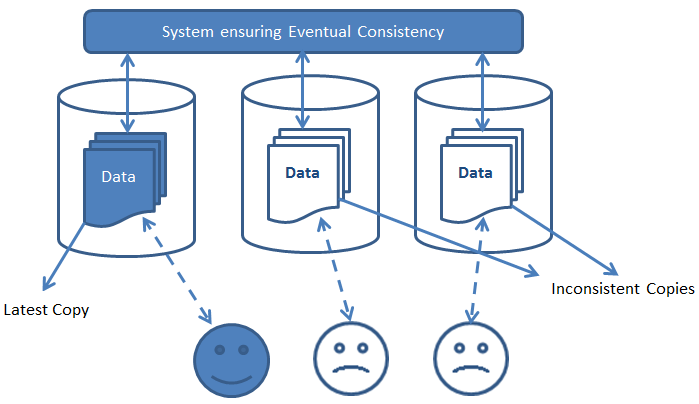 System ensuring Eventual Consistency
Data
Data
Data
Latest Copy
Inconsistent Copies